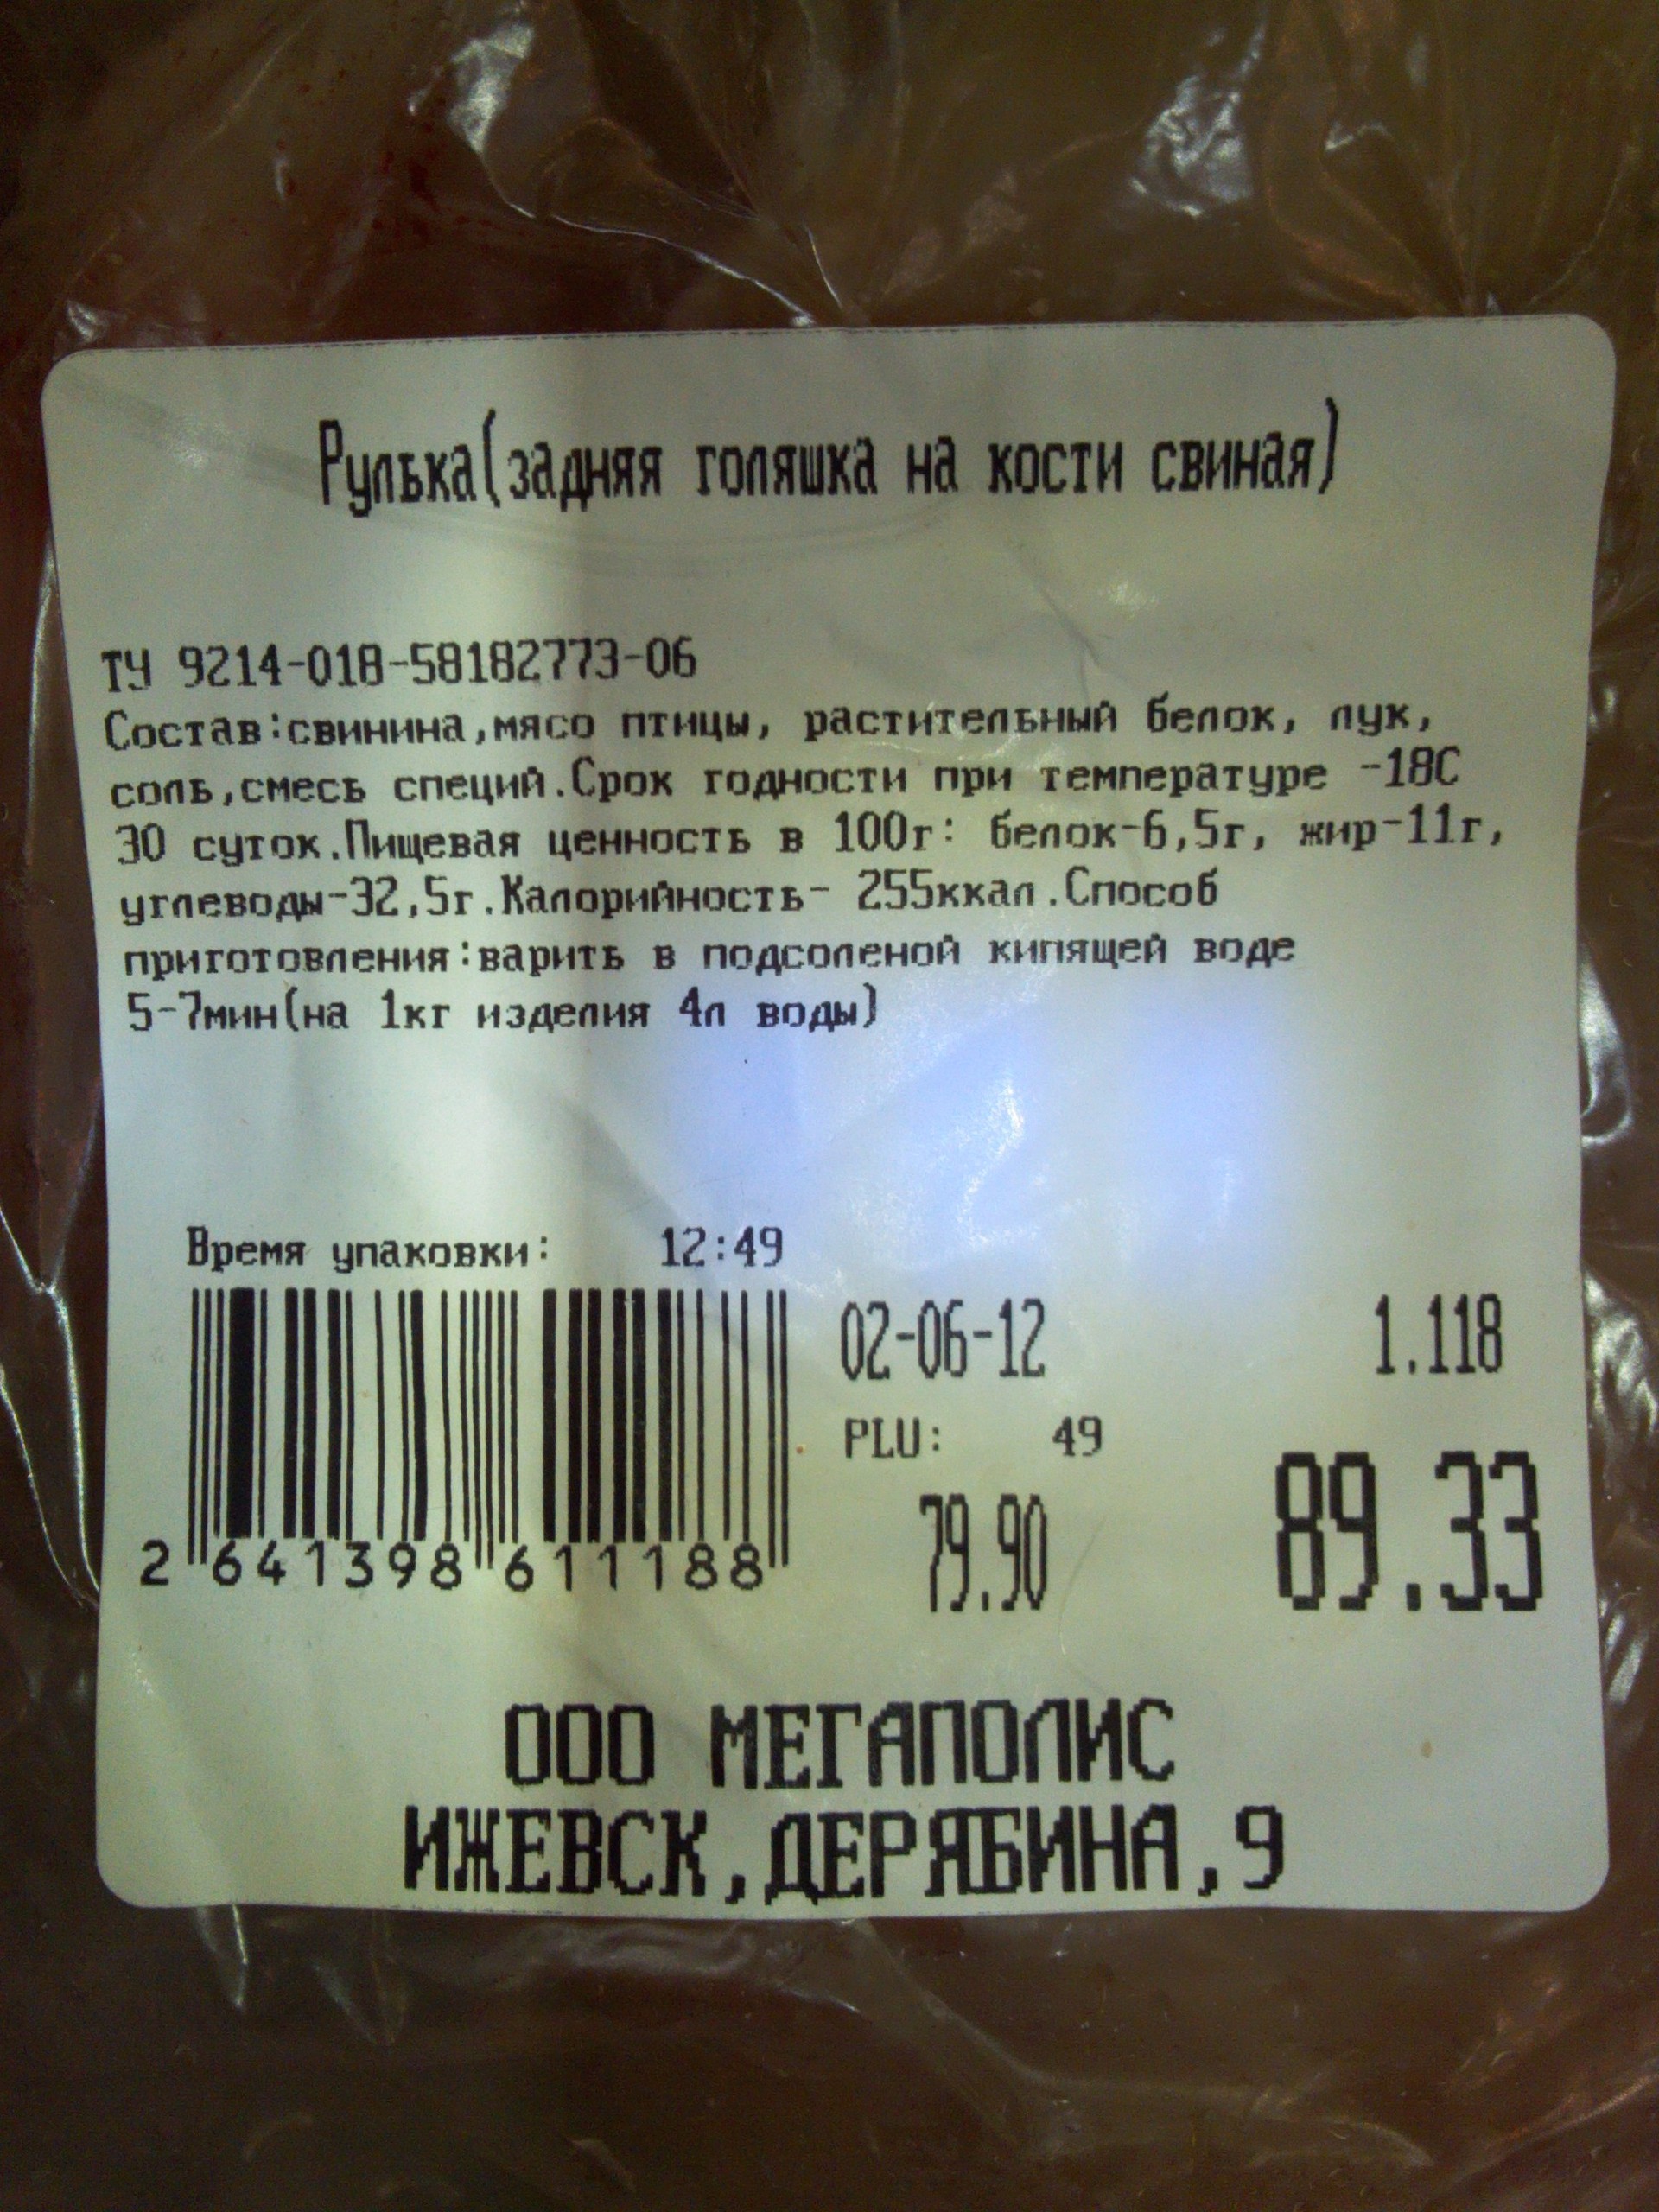 Рулька(задняя голяшка на кости свиная)
ТУ 9214-018-58182773-06
Состав:свинина,мясо птицы, растительный белок, лук,
соль,смесь специй.Срок годности при температуре -18С
30 суток.Пищевая ценность в 100г: белок-6,5г, жир-11г,
углеводы-32,5г.Калорийность- 255ккал.Способ
приготовления:варить в подсоленой кипящей воде
5-7мин(на 1кг изделия 4л воды)
Время упаковки: 12:49
02-06-12 1.118
PLU: 49
79.90 89.33
2 641398 611188
ООО МЕГАПОЛИС
ИЖЕВСК,ДЕРЯБИНА,9